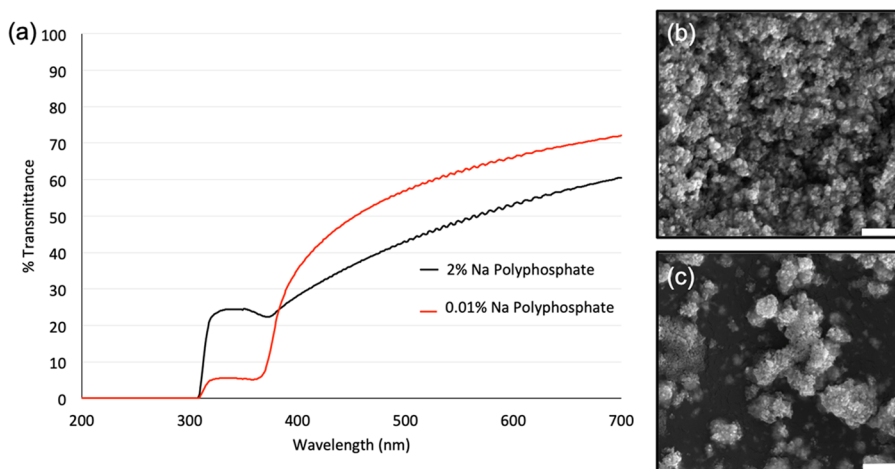 (a)
100
90
80
70
60
50
40
30
20
10
0
% Transmittance
2% Na Polyphosphate
0.01% Na Polyphosphate
200 300 400 500 600 700
Wavelength (nm)
(b)
(c)